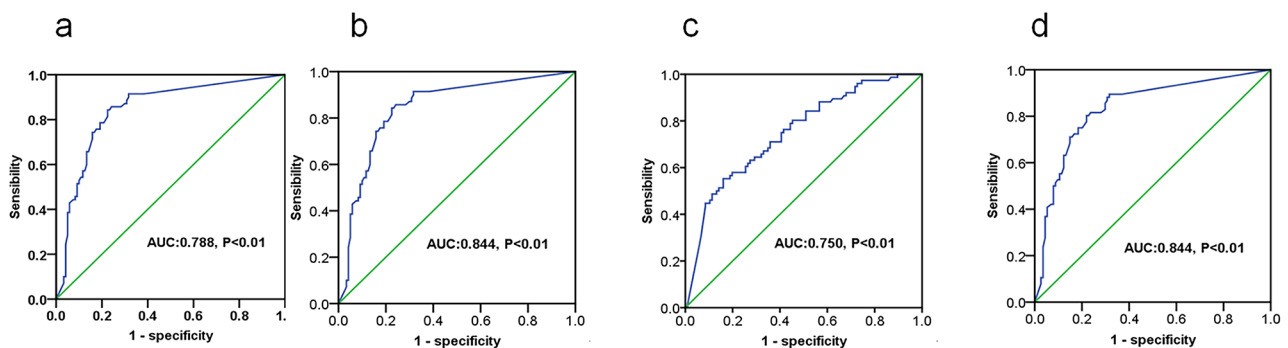 a
b
c
d
1.0
0.8
0.6
0.4
0.2
0.0
Sensibility
AUC:0.788, P<0.01
0.0 0.2 0.4 0.6 0.8 1.
1 - specificity
1.0
0.8
0.6
0.4
0.2
0.0
Sensibility
AUC:0.844, P<0.01
0.0 0.2 0.4 0.6 0.8 1.0
1 - specificity
1.0
0.8
0.6
0.4
0.2
0.0
Sensibility
AUC:0.750, P<0.01
0.0 0.2 0.4 0.6 0.8 1.0
1 - specificity
1.0
0.8
0.6
0.4
0.2
0.0
Sensibility
AUC:0.844, P<0.01
0.0 0.2 0.4 0.6 0.8 1.0
1 - specificity